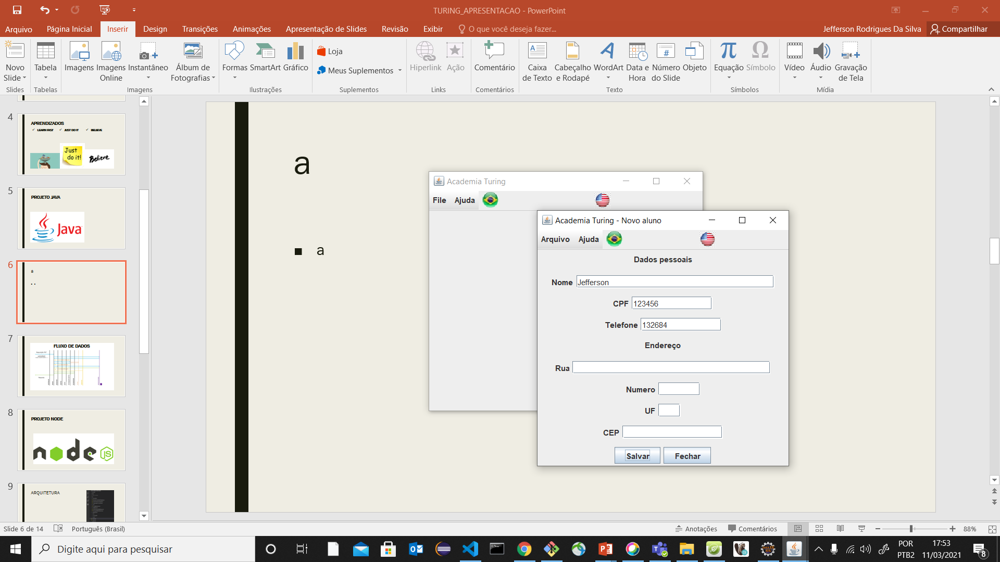 TURING_APRESENTACAO - PowerPoint
Arquivo Página Inicial Inserir Design Transições Animações Apresentação de Slides Revisão Exibir O que você deseja fazer... Jefferson Rodrigues Da Silva Compartilhar
Novo Slide
Tabela
Imagens
Imagens Online
Instantâneo
Álbum de Fotografias
Formas
SmartArt
Gráfico
Loja
Meus Suplementos
Hiperlink
Ação
Comentário
Caixa de Texto
Cabeçalho e Rodapé
WordArt
Data e Hora
Número do Slide
Objeto
Equação
Símbolo
Vídeo
Áudio
Gravação de Tela
Slides Tabelas Imagens Ilustrações Suplementos Links Comentários Texto Símbolos Mídia
4
APRENDIZADOS
LEARN FAST JUST DO IT BELIEVE
Just do it!
Believe
5
PROJETO JAVA
Java
6
a
7
FLUXO DE DADOS
8
PROJETO NODE
node
JS
9
ARQUITETURA
a
a
Academia Turing
File Ajuda
Academia Turing - Novo aluno
Arquivo Ajuda
Dados pessoais
Nome Jefferson
CPF 123456
Telefone 132684
Endereço
Rua
Numero
UF
CEP
Salvar Fechar
Slide 6 de 14 Português (Brasil) Anotações Comentários 88%
Digite aqui para pesquisar
POR
PTB2
17:53
11/03/2021
8